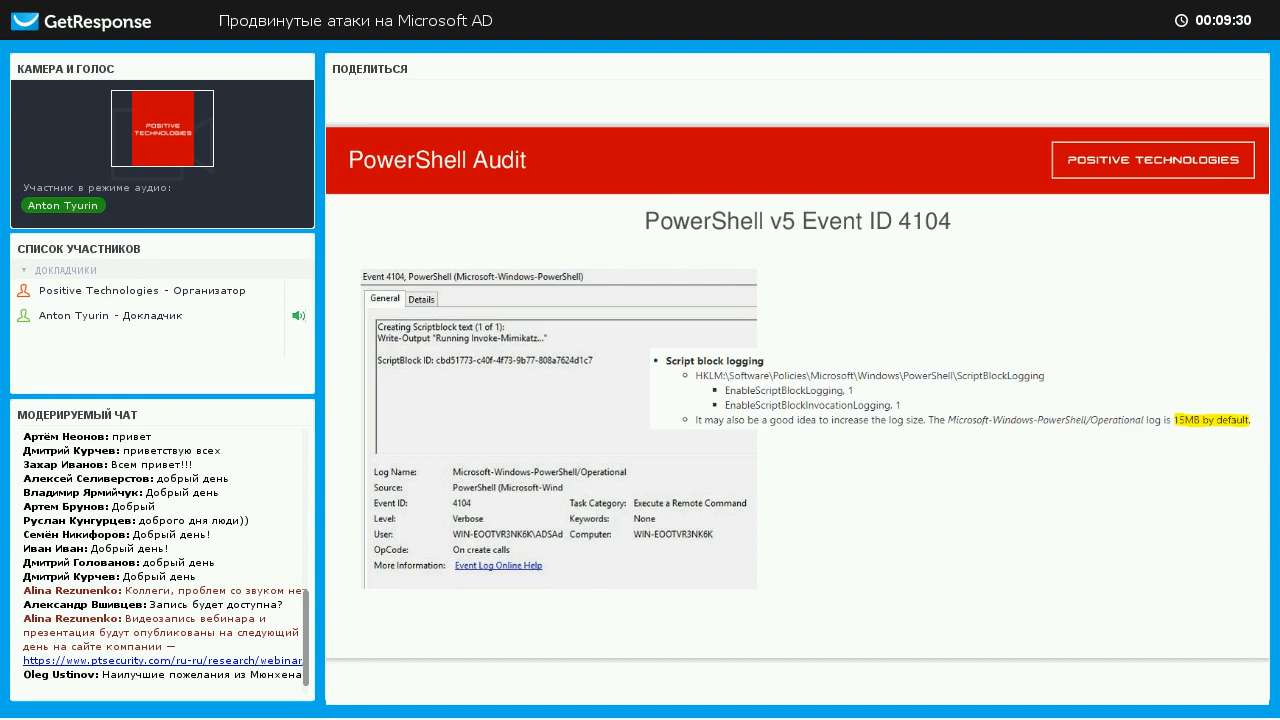 GetResponse
Продвинутые атаки на Microsoft AD
00:09:30
КАМЕРА И ГОЛОС
POSITIVE
TECHNOLOGIES
Участник в режиме аудио:
Anton Tyurin
СПИСОК УЧАСТНИКОВ
ДОКЛАДЧИКИ
Positive Technologies - Организатор
Anton Tyurin - Докладчик
МОДЕРИРУЕМЫЙ ЧАТ
Артём Неонов: привет
Дмитрий Курчев: приветствую всех
Захар Иванов: Всем привет!!!
Алексей Селиверстов: добрый день
Владимир Ярмийчук: Добрый день
Артем Брунов: Добрый
Руслан Кунгурцев: доброго дня люди))
Семён Никифоров: Добрый день!
Иван Иван: Добрый день!
Дмитрий Голованов: добрый день
Дмитрий Курчев: Добрый день
Alina Rezunenko: Коллеги, проблем со звуком нет
Александр Вшивцев: Запись будет доступна?
Alina Rezunenko: Видеозапись вебинара и
презентация будут опубликованы на следующий
день на сайте компании —
https://www.ptsecurity.com/ru-ru/research/webinar
Oleg Ustinov: Наилучшие пожелания из Мюнхена
ПОДЕЛИТЬСЯ
PowerShell Audit
POSITIVE TECHNOLOGIES
PowerShell v5 Event ID 4104
Event 4104, PowerShell (Microsoft-Windows-PowerShell)
General Details
Creating Scriptblock text (1 of 1):
Write-Output "Running Invoke-Mimikatz..."
ScriptBlock ID: cbd51773-c40f-4f73-9b77-808a7624d1c7
Script block logging
HKLM:\Software\Policies\Microsoft\Windows\PowerShell\ScriptBlockLogging
EnableScriptBlockLogging, 1
EnableScriptBlockInvocationLogging, 1
It may also be a good idea to increase the log size. The Microsoft-Windows-PowerShell/Operational log is 15MB by default.
Log Name: Microsoft-Windows-PowerShell/Operational
Source: PowerShell (Microsoft-Wind
Event ID: 4104 Task Category: Execute a Remote Command
Level: Verbose Keywords: None
User: WIN-EOOTVR3NK6K\ADSAd Computer: WIN-EOOTVR3NK6K
OpCode: On create calls
More Information: Event Log Online Help